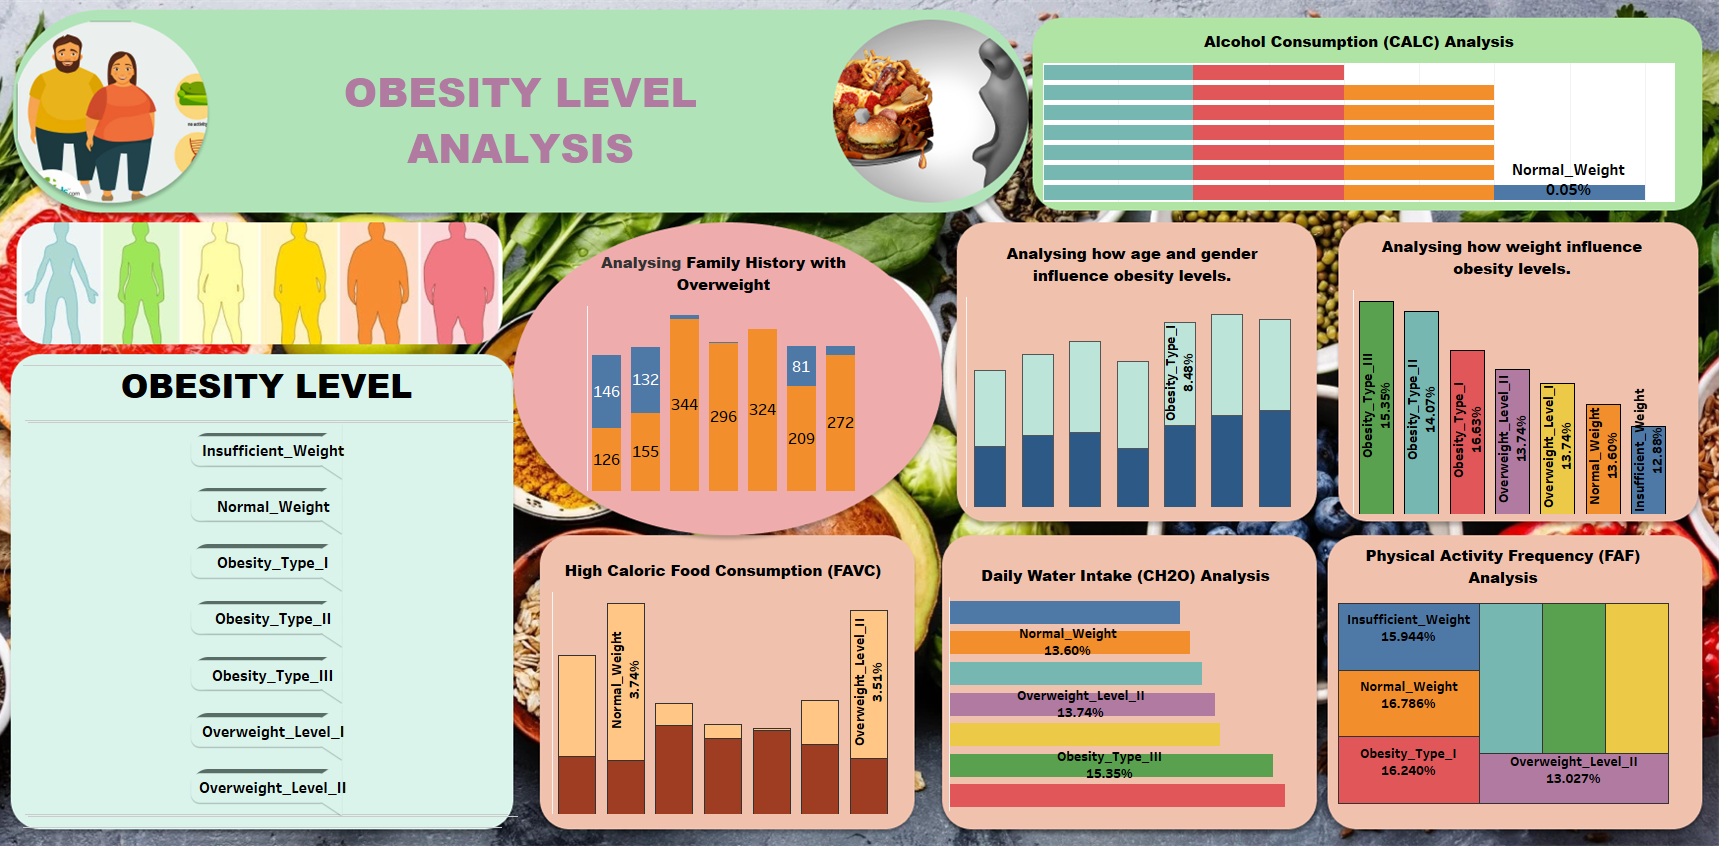 OBESITY LEVEL
ANALYSIS
no activity
.com
Alcohol Consumption (CALC) Analysis
Normal_Weight
0.05%
OBESITY LEVEL
Insufficient_Weight
Normal_Weight
Obesity_Type_I
Obesity_Type_II
Obesity_Type_III
Overweight_Level_I
Overweight_Level_II
Analysing Family History with
Overweight
146
132
81
344
296
324
272
209
126
155
Analysing how age and gender
influence obesity levels.
Obesity_Type_I
8.48%
Analysing how weight influence
obesity levels.
Obesity_Type_III
15.35%
Obesity_Type_II
14.07%
Obesity_Type_I
16.63%
Overweight_Level_II
13.74%
Overweight_Level_I
13.74%
Normal_Weight
13.60%
Insufficient_Weight
12.88%
High Caloric Food Consumption (FAVC)
Normal_Weight
3.74%
Overweight_Level_II
3.51%
Daily Water Intake (CH2O) Analysis
Normal_Weight
13.60%
Overweight_Level_II
13.74%
Obesity_Type_III
15.35%
Physical Activity Frequency (FAF)
Analysis
Insufficient_Weight
15.944%
Normal_Weight
16.786%
Obesity_Type_I
16.240%
Overweight_Level_II
13.027%